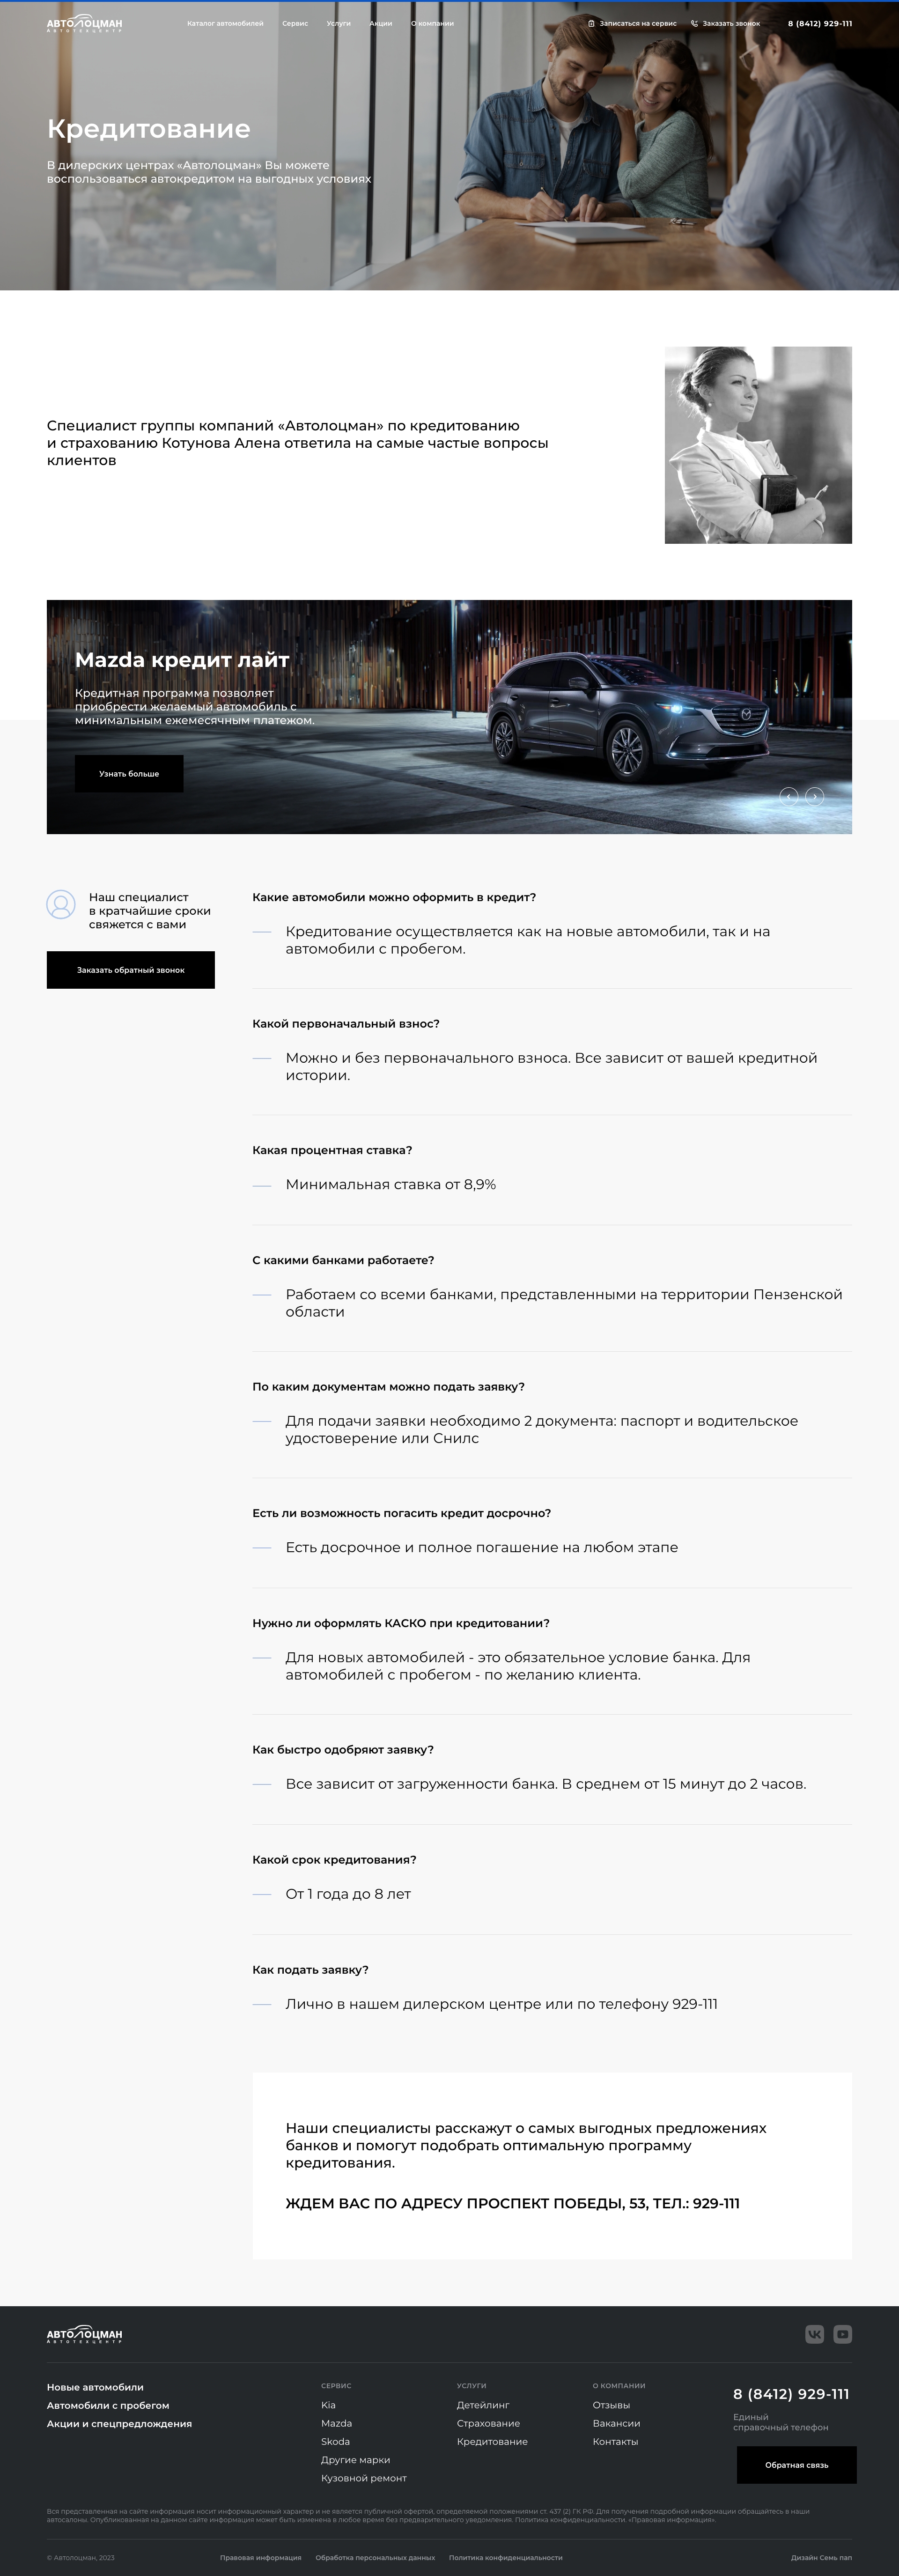 АВТОЛОЦМАН
АВТОТЕХЦЕНТР
Каталог автомобилей
Сервис
Услуги
Акции
О компании
Записаться на сервис
Заказать звонок
8 (8412) 929-111
Кредитование
В дилерских центрах «Автолоцман» Вы можете
воспользоваться автокредитом на выгодных условиях
Специалист группы компаний «Автолоцман» по кредитованию
и страхованию Котунова Алена ответила на самые частые вопросы
клиентов
Mazda кредит лайт
Кредитная программа позволяет
приобрести желаемый автомобиль с
минимальным ежемесячным платежом.
Узнать больше
Наш специалист
в кратчайшие сроки
свяжется с вами
Заказать обратный звонок
Какие автомобили можно оформить в кредит?
Кредитование осуществляется как на новые автомобили, так и на
автомобили с пробегом.
Какой первоначальный взнос?
Можно и без первоначального взноса. Все зависит от вашей кредитной
истории.
Какая процентная ставка?
Минимальная ставка от 8,9%
С какими банками работаете?
Работаем со всеми банками, представленными на территории Пензенской
области
По каким документам можно подать заявку?
Для подачи заявки необходимо 2 документа: паспорт и водительское
удостоверение или Снилс
Есть ли возможность погасить кредит досрочно?
Есть досрочное и полное погашение на любом этапе
Нужно ли оформлять КАСКО при кредитовании?
Для новых автомобилей - это обязательное условие банка. Для
автомобилей с пробегом - по желанию клиента.
Как быстро одобряют заявку?
Все зависит от загруженности банка. В среднем от 15 минут до 2 часов.
Какой срок кредитования?
От 1 года до 8 лет
Как подать заявку?
Лично в нашем дилерском центре или по телефону 929-111
Наши специалисты расскажут о самых выгодных предложениях
банков и помогут подобрать оптимальную программу
кредитования.
ЖДЕМ ВАС ПО АДРЕСУ ПРОСПЕКТ ПОБЕДЫ, 53, ТЕЛ.: 929-111
АВТОЛОЦМАН
АВТОТЕХЦЕНТР
Новые автомобили
Автомобили с пробегом
Акции и спецпредложения
СЕРВИС
Kia
Mazda
Skoda
Другие марки
Кузовной ремонт
УСЛУГИ
Детейлинг
Страхование
Кредитование
О КОМПАНИИ
Отзывы
Вакансии
Контакты
8 (8412) 929-111
Единый
справочный телефон
Обратная связь
Вся представленная на сайте информация носит информационный характер и не является публичной офертой, определяемой положениями ст. 437 (2) ГК РФ. Для получения подробной информации обращайтесь в наши
автосалоны. Опубликованная на данном сайте информация может быть изменена в любое время без предварительного уведомления. Политика конфиденциальности. «Правовая информация».
© Автолоцман, 2023
Правовая информация
Обработка персональных данных
Политика конфиденциальности
Дизайн Семь пап